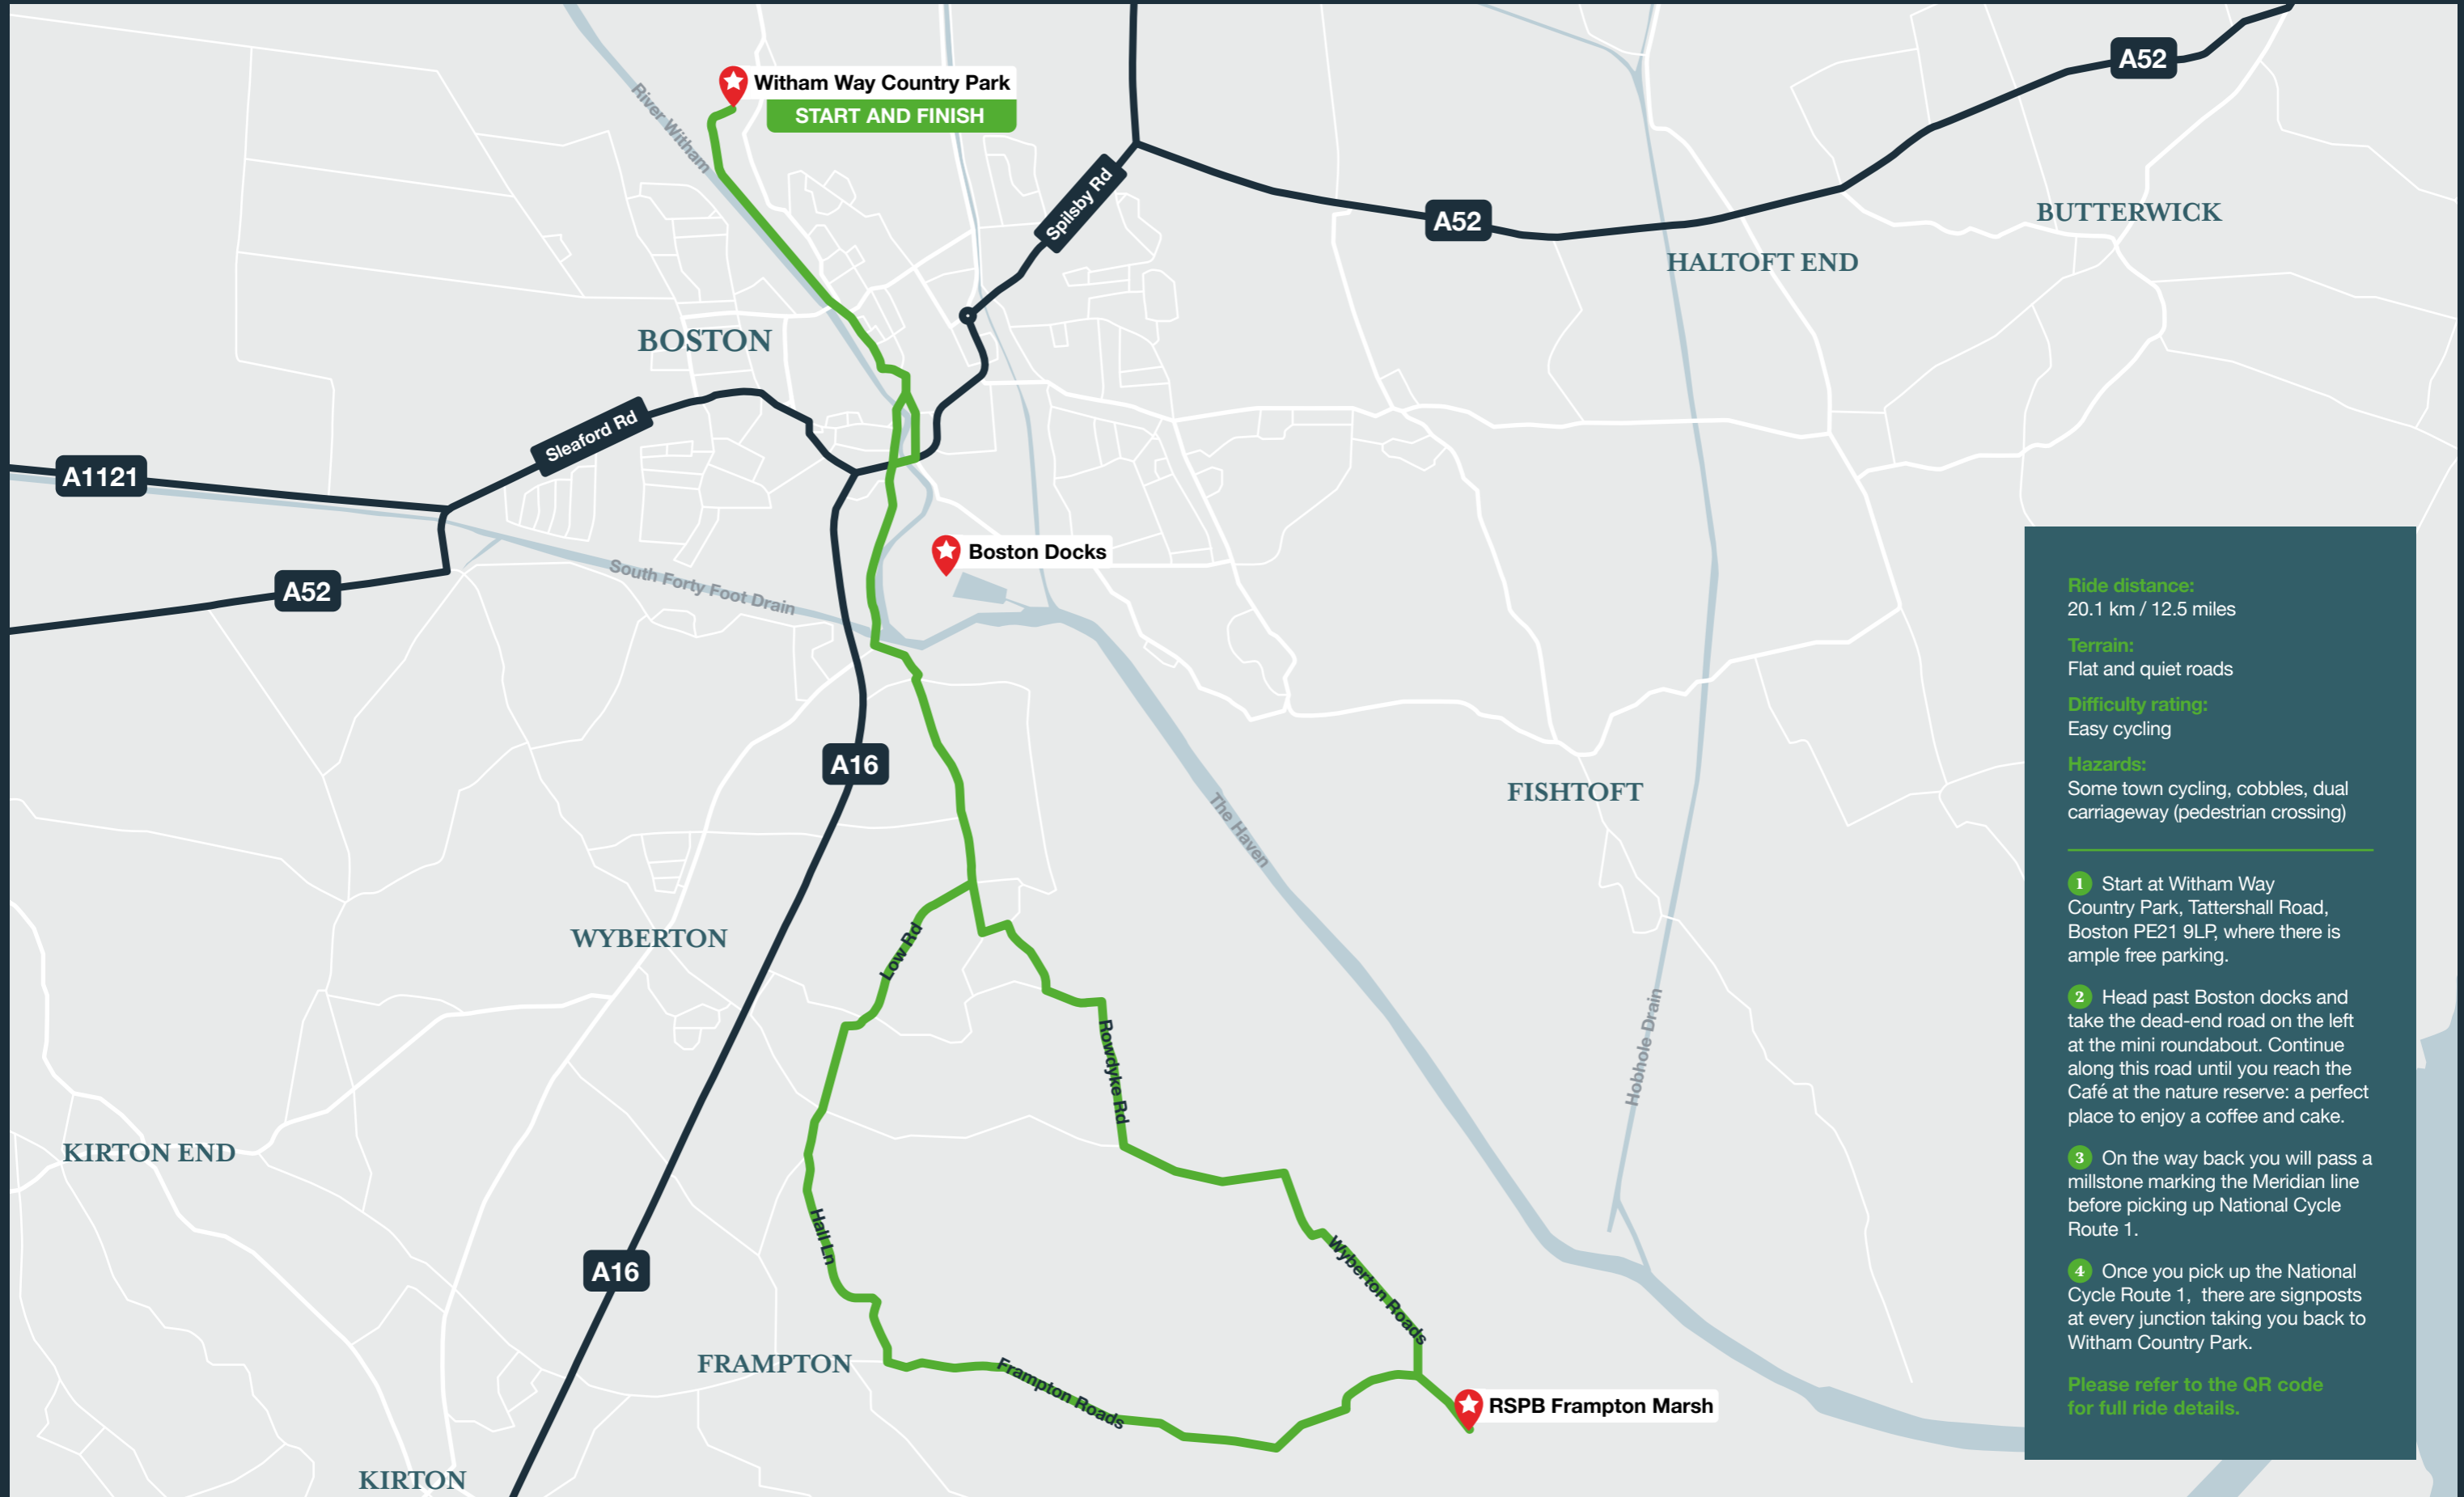 Witham Way Country Park
START AND FINISH
River Witham
Spilsby Rd
A52
A52
BUTTERWICK
HALTOFT END
BOSTON
Sleaford Rd
A1121
A52
South Forty Foot Drain
Boston Docks
A16
The Haven
FISHTOFT
WYBERTON
Low Rd
Rowdyke Rd
Hobhole Drain
KIRTON END
Hall Ln
Wyberton Roads
A16
FRAMPTON
Frampton Roads
RSPB Frampton Marsh
KIRTON
Ride distance:
20.1 km / 12.5 miles
Terrain:
Flat and quiet roads
Difficulty rating:
Easy cycling
Hazards:
Some town cycling, cobbles, dual
carriageway (pedestrian crossing)
1 Start at Witham Way
Country Park, Tattershall Road,
Boston PE21 9LP, where there is
ample free parking.
2 Head past Boston docks and
take the dead-end road on the left
at the mini roundabout. Continue
along this road until you reach the
Café at the nature reserve: a perfect
place to enjoy a coffee and cake.
3 On the way back you will pass a
millstone marking the Meridian line
before picking up National Cycle
Route 1.
4 Once you pick up the National
Cycle Route 1, there are signposts
at every junction taking you back to
Witham Country Park.
Please refer to the QR code
for full ride details.